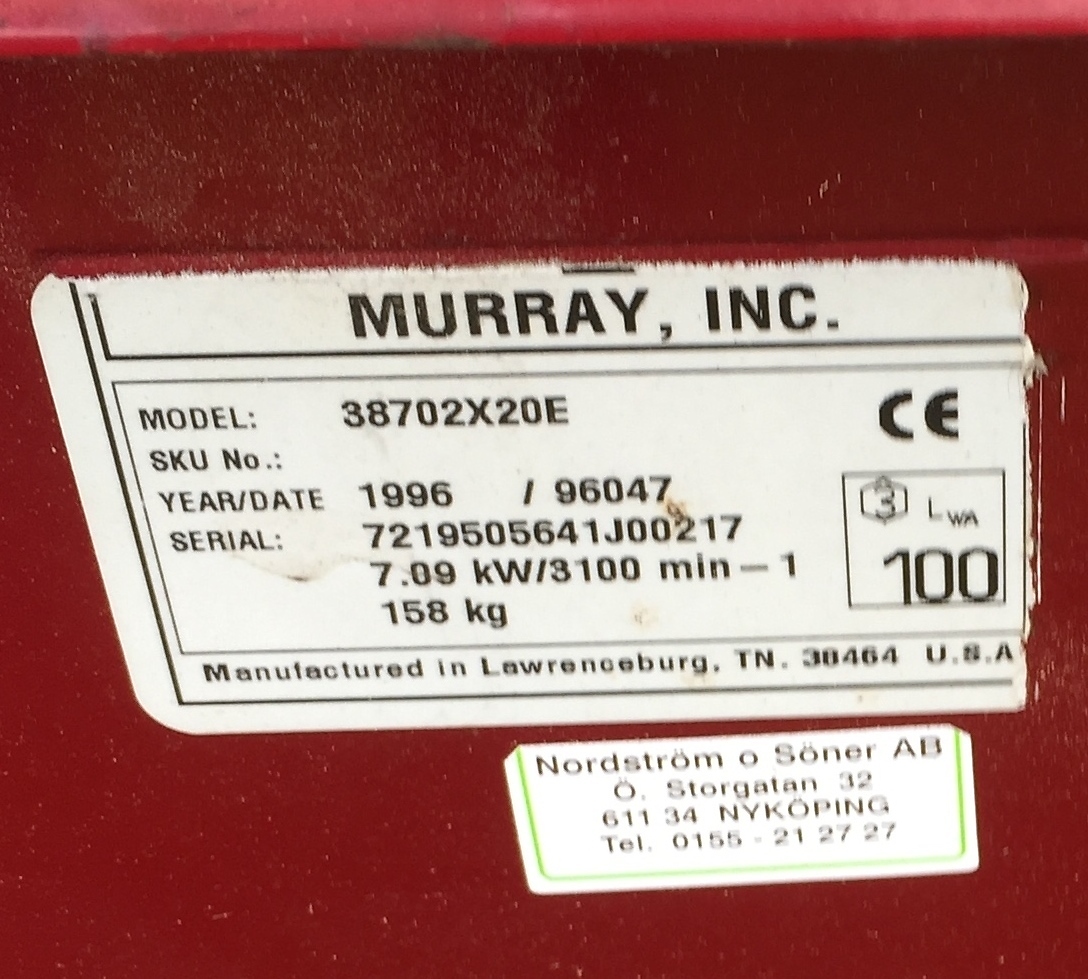 MURRAY, INC.
MODEL: 38702X20E
CE
SKU No.:
YEAR/DATE 1996 / 96047
3 LWA
SERIAL: 7219505641J00217
7.09 kW/3100 min-1
100
158 kg
Manufactured in Lawrenceburg, TN. 38464 U.S.A
Nordström o Söner AB
Ö. Storgatan 32
611 34 NYKÖPING
Tel. 0155 - 21 27 27